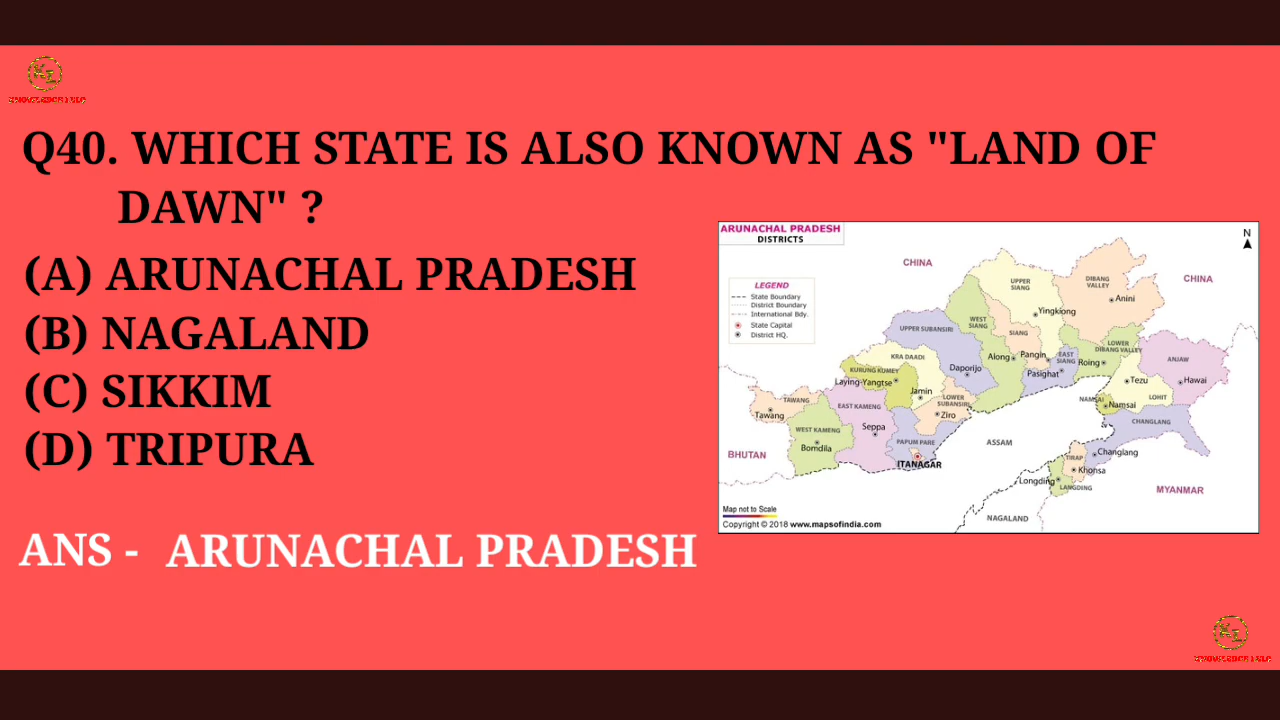 Q40. WHICH STATE IS ALSO KNOWN AS "LAND OF
DAWN" ?
(A) ARUNACHAL PRADESH
(B) NAGALAND
(C) SIKKIM
(D) TRIPURA
ANS - ARUNACHAL PRADESH
ARUNACHAL PRADESH
DISTRICTS
N
LEGEND
State Boundary
District Boundary
International Bdy.
State Capital
District HQ.
CHINA
CHINA
UPPER
SIANG
DIBANG
VALLEY
Anini
Yingkiong
WEST
SIANG
UPPER SUBANSIRI
SIANG
LOWER
DIBANG VALLEY
KRA DAADI
Along
Pangin
EAST
SIANG
Roing
ANJAW
KURUNG KUMEY
Daporijo
Pasighat
Laying-Yangtse
Tezu
Hawai
Jamin
TAWANG
LOWER
SUBANSIRI
NAMSAI
Namsai
LOHIT
Tawang
EAST KAMENG
Ziro
CHANGLANG
WEST KAMENG
Seppa
PAPUM PARE
ASSAM
Bomdila
Changlang
BHUTAN
ITANAGAR
TIRAP
Khonsa
Longding
LANGDING
MYANMAR
Map not to Scale
NAGALAND
Copyright © 2018 www.mapsofindia.com